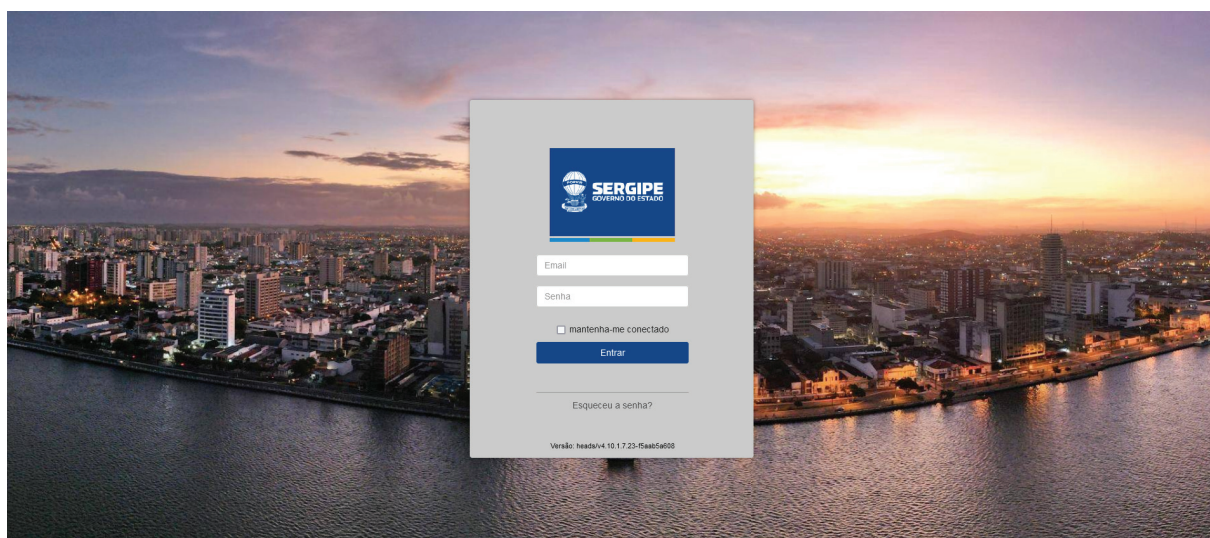 SERGIPE
GOVERNO DO ESTADO
Email
Senha
mantenha-me conectado
Entrar
Esqueceu a senha?
Versão: heads/v4.10.1.7.23-f5aab5a608